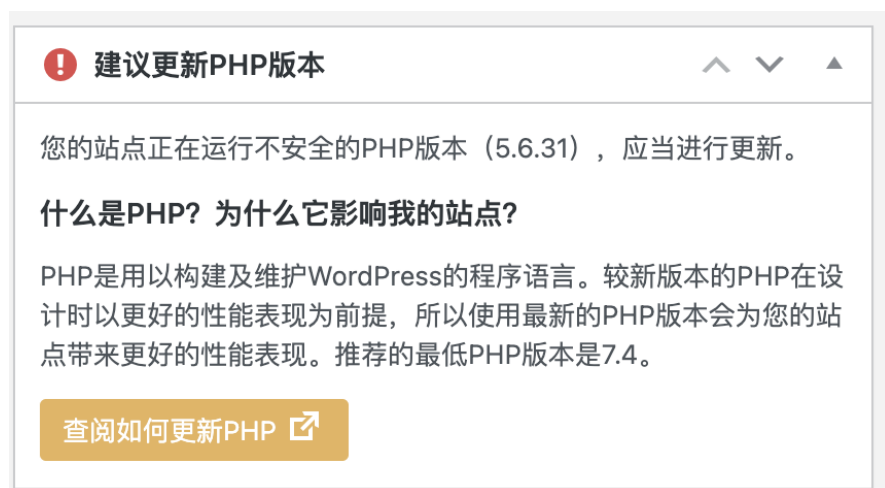 建议更新PHP版本
您的站点正在运行不安全的PHP版本（5.6.31），应当进行更新。
什么是PHP？为什么它影响我的站点？
PHP是用以构建及维护WordPress的程序语言。较新版本的PHP在设
计时以更好的性能表现为前提，所以使用最新的PHP版本会为您的站
点带来更好的性能表现。推荐的最低PHP版本是7.4。
查阅如何更新PHP